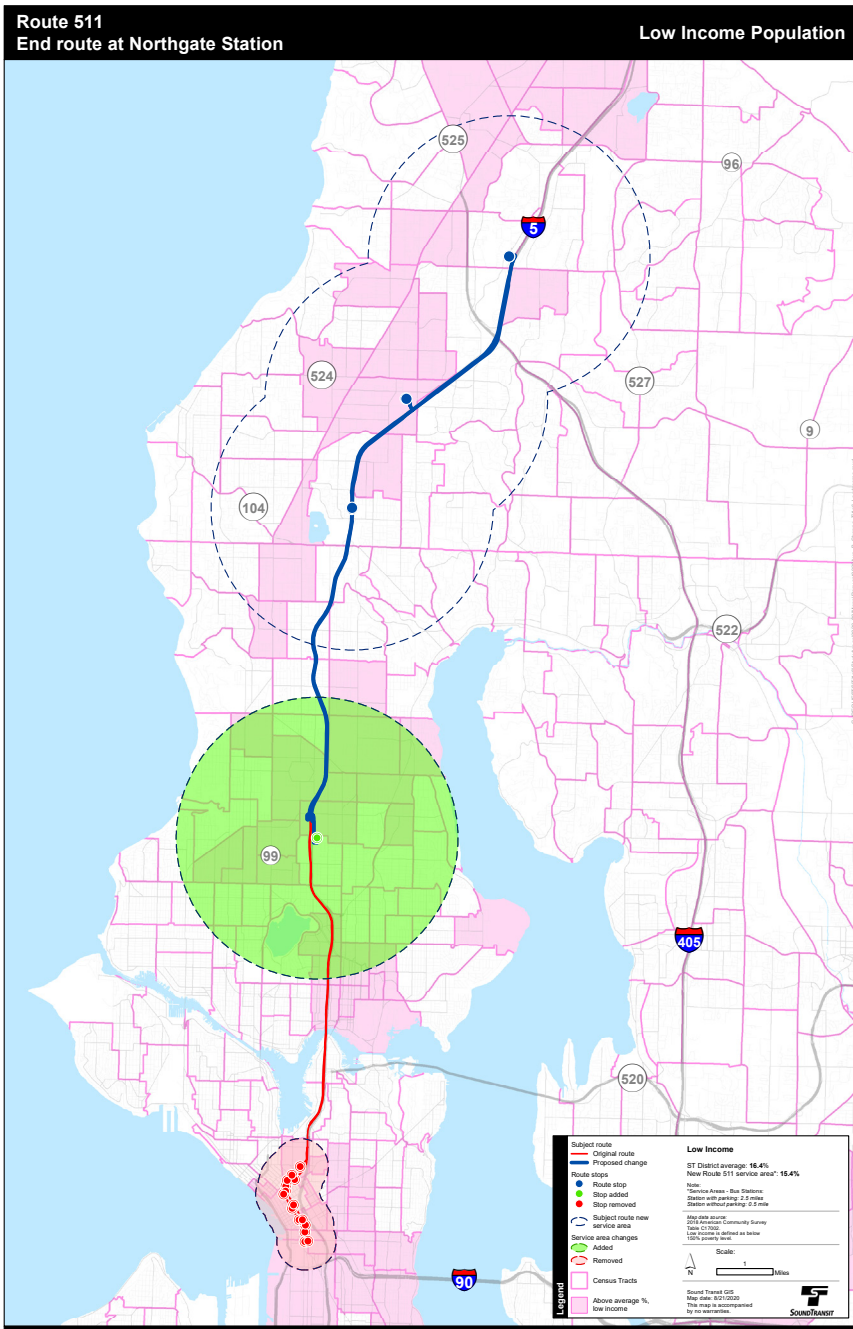 Route 511
End route at Northgate Station
Low Income Population
525
96
5
524
527
9
104
522
99
405
520
90
Legend
Subject route
Original route
Proposed change
Route stops
Route stop
Stop added
Stop removed
Subject route new
service area
Service area changes
Added
Removed
Census Tracts
Above average %,
low income
Low Income
ST District average: 16.4%
New Route 511 service area*: 15.4%
Note:
*Service Areas - Bus Stations:
Station with parking: 2.5 miles
Station without parking: 0.5 mile
Map data source:
2018 American Community Survey
Table C17002.
Low income is defined as below
150% poverty level.
Scale:
1
Miles
N
Sound Transit GIS
Map date: 8/21/2020
This map is accompanied
by no warranties.
SOUNDTRANSIT